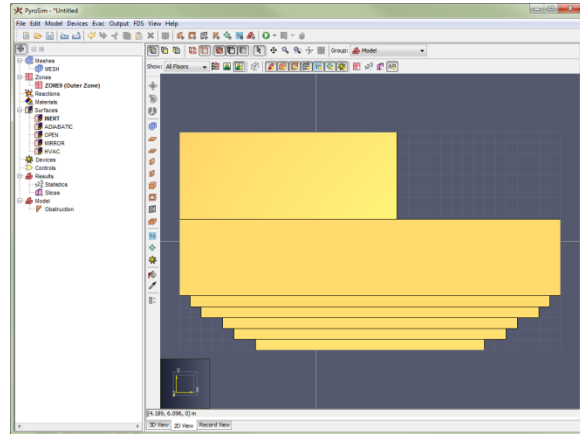 PyroSim - *Untitled
File Edit Model Devices Evac Output FDS View Help
Group: Model
Show: All Floors
Meshes
MESH
Zones
ZONE0 (Outer Zone)
Reactions
Materials
Surfaces
INERT
ADIABATIC
OPEN
MIRROR
HVAC
Devices
Controls
Results
Statistics
Slices
Model
Obstruction
Y
X
(4.189, 6.096, 0) m
3D View 2D View Record View